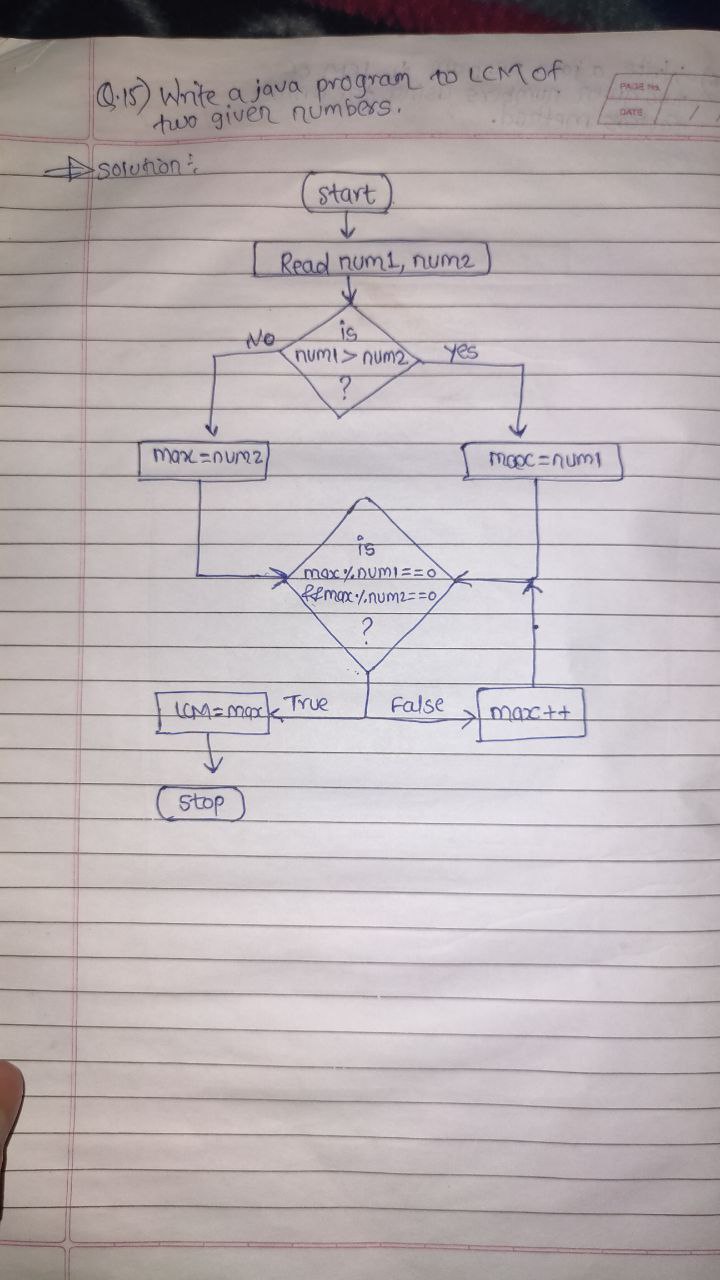 Q.15) Write a java program to LCM of
two given numbers.
PAGE No.
DATE
Solution:
Start
Read num1, num2
is
num1 > num2
?
No
Yes
max=num2
max=num1
is
max%num1==0
&&max%num2==0
?
True
False
LCM=max
max++
Stop